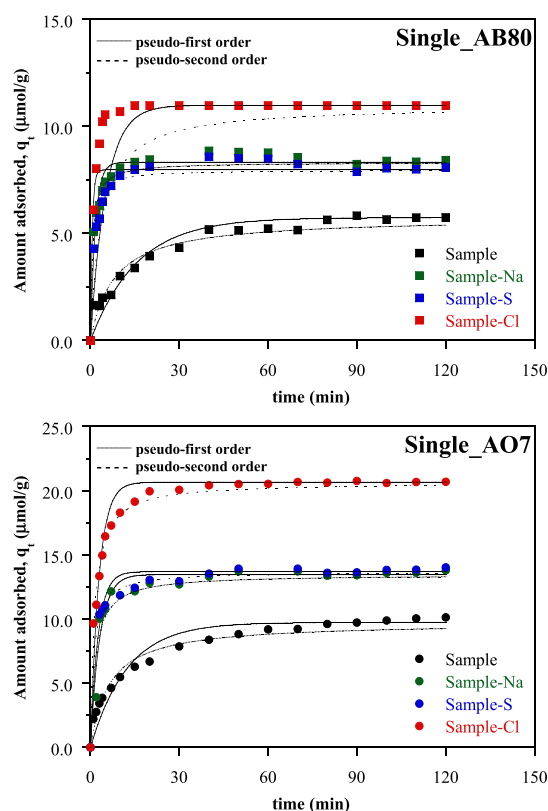 Single_AB80
pseudo-first order
pseudo-second order
Amount adsorbed, qt (μmol/g)
15.0
10.0
5.0
0.0
Sample
Sample-Na
Sample-S
Sample-Cl
0 30 60 90 120 150
time (min)
Single_AO7
pseudo-first order
pseudo-second order
Amount adsorbed, qt (μmol/g)
25.0
20.0
15.0
10.0
5.0
0.0
Sample
Sample-Na
Sample-S
Sample-Cl
0 30 60 90 120 150
time (min)